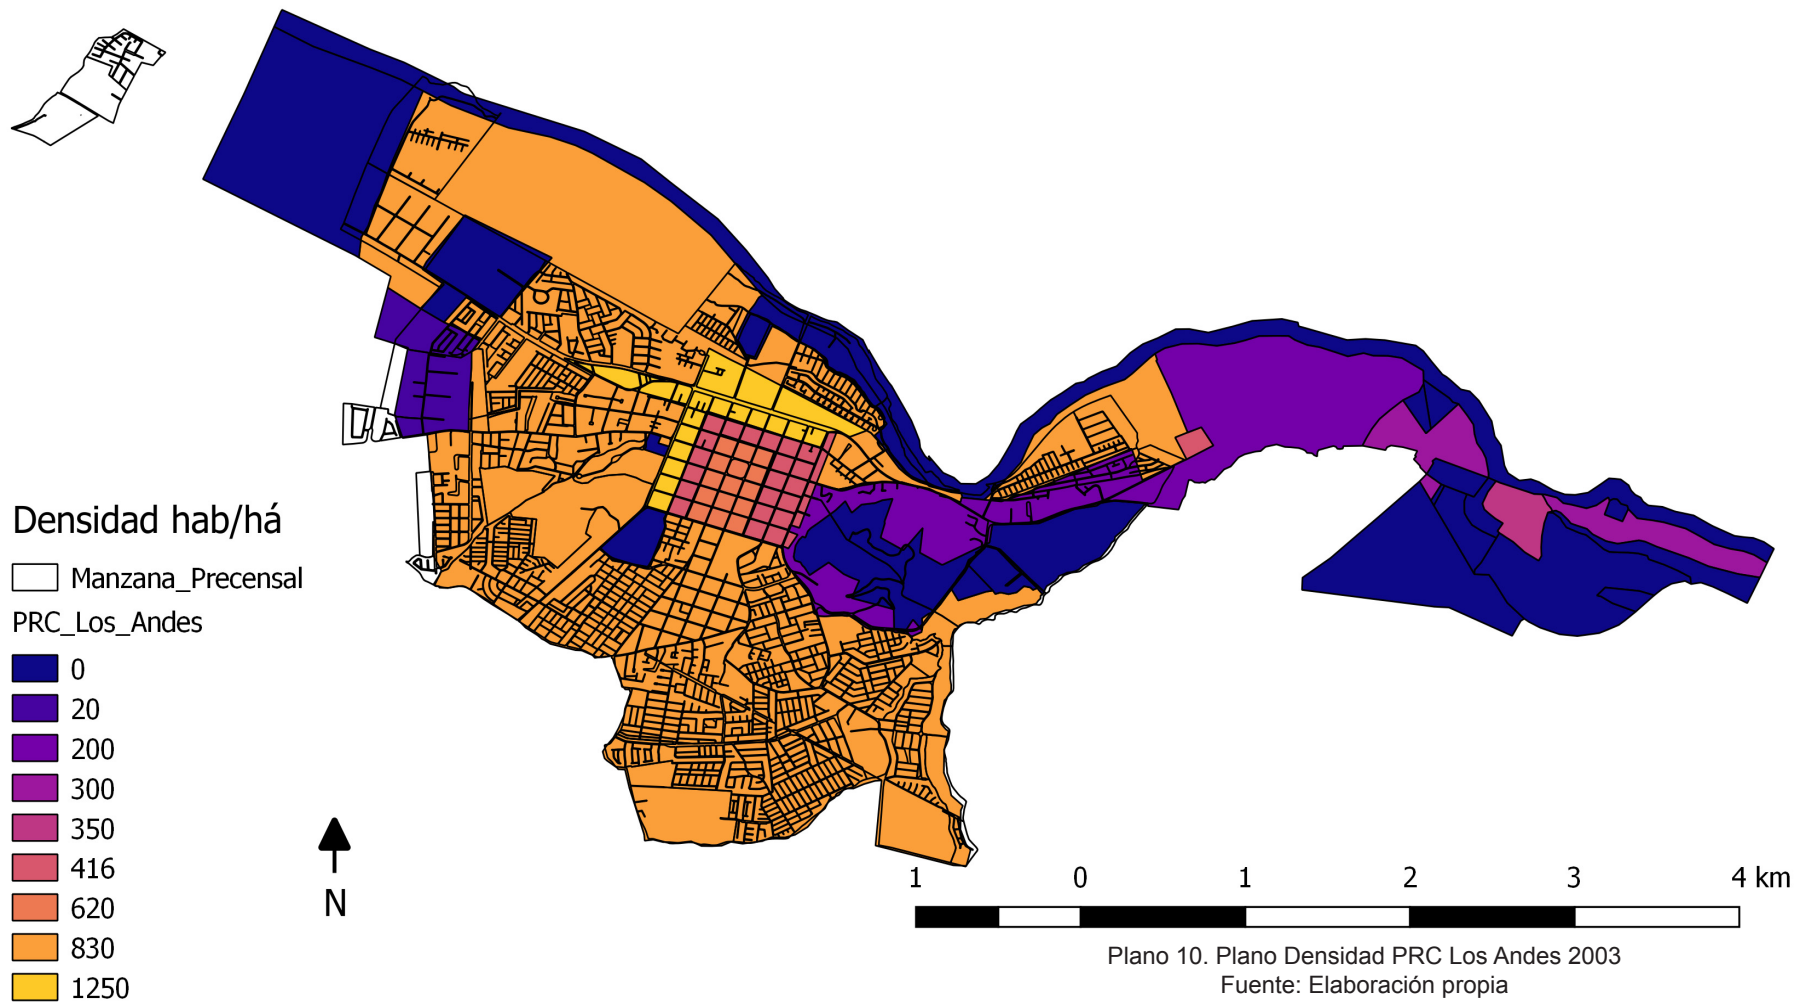 Densidad hab/há
Manzana_Precensal
PRC_Los_Andes
0
20
200
300
350
416
620
830
1250
N
1 0 1 2 3 4 km
Plano 10. Plano Densidad PRC Los Andes 2003
Fuente: Elaboración propia